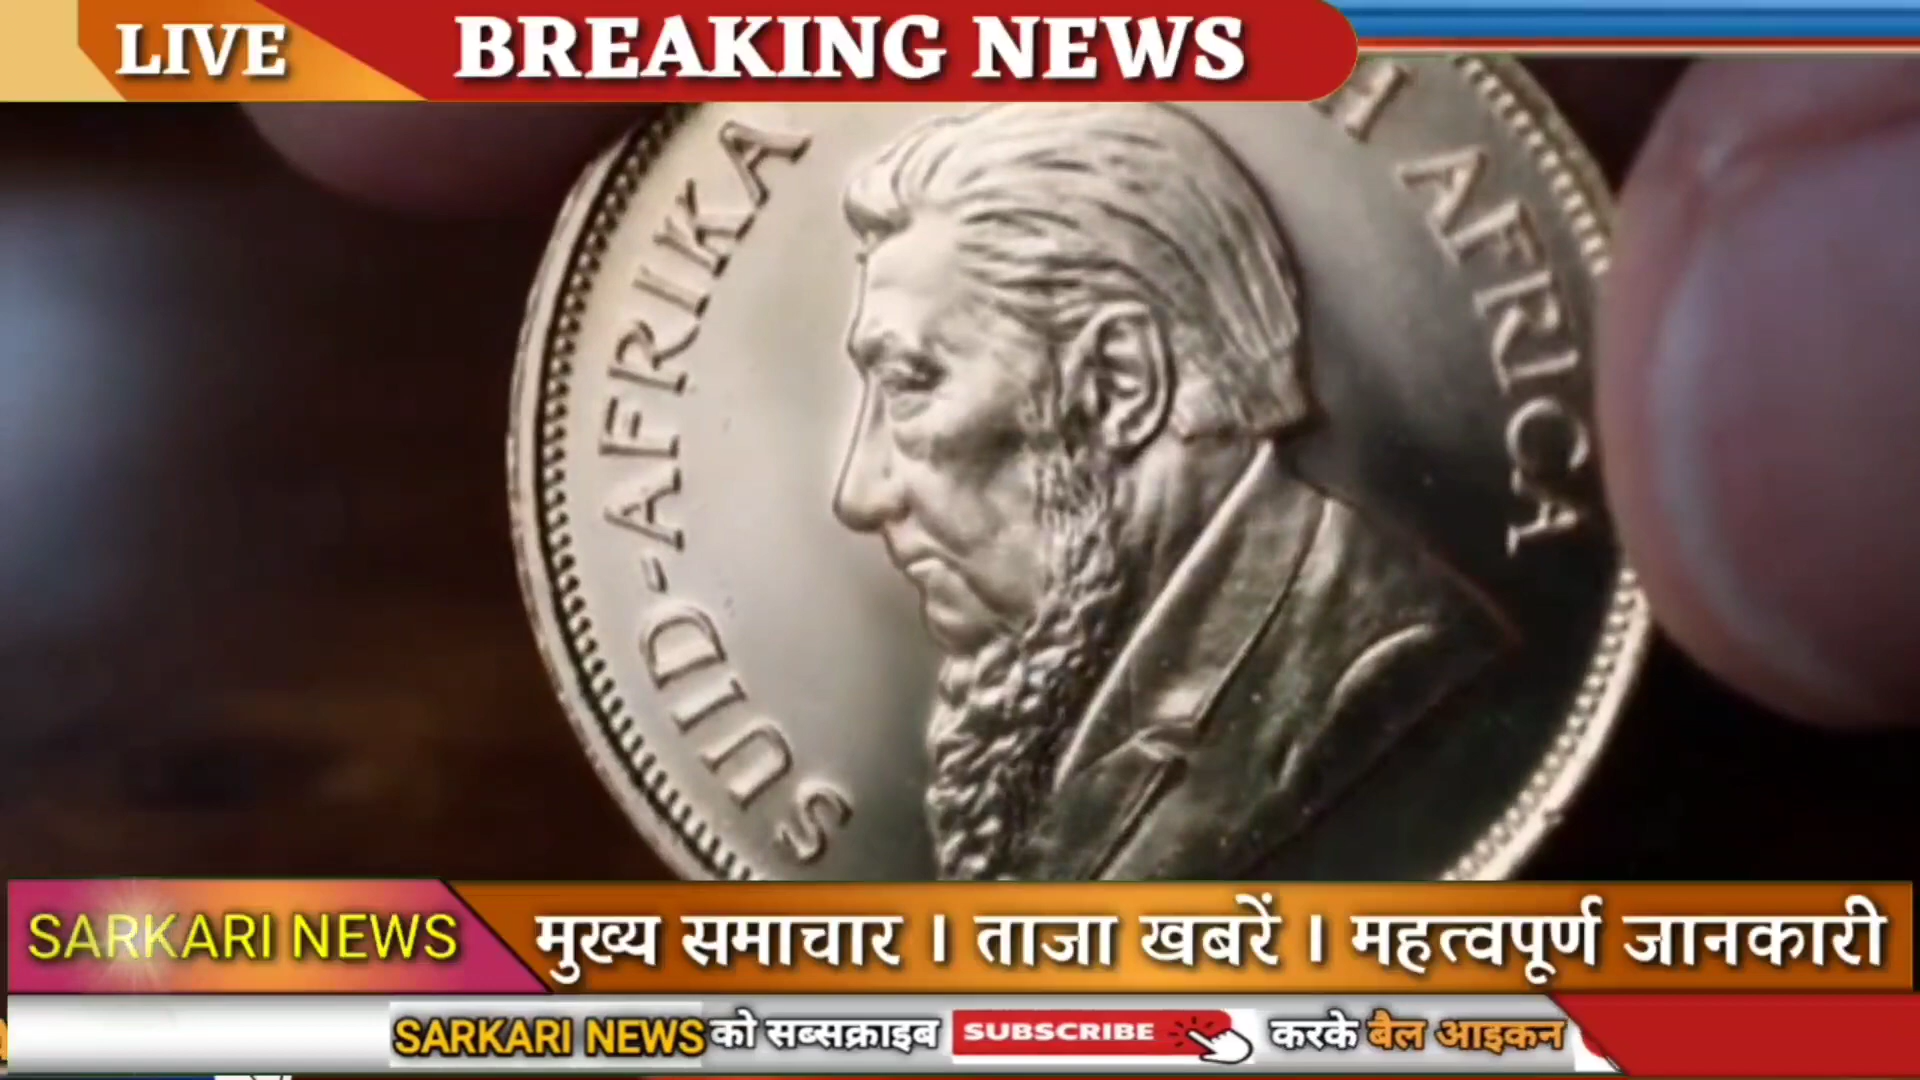 LIVE
BREAKING NEWS
SUID-AFRIKA
AFRICA
SARKARI NEWS
मुख्य समाचार । ताजा खबरें । महत्वपूर्ण जानकारी
SARKARI NEWS को सब्सक्राइब SUBSCRIBE करके बैल आइकन